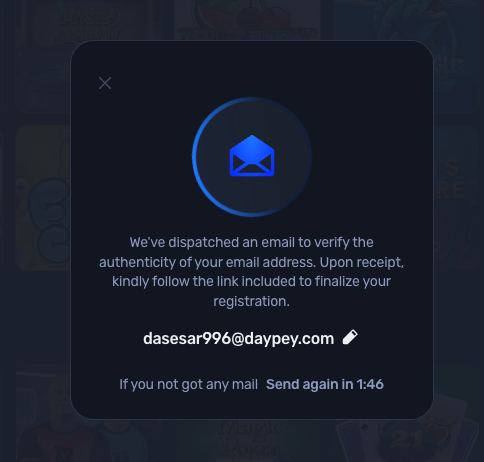 We've dispatched an email to verify the
authenticity of your email address. Upon receipt,
kindly follow the link included to finalize your
registration.
dasesar996@daypey.com
If you not got any mail Send again in 1:46